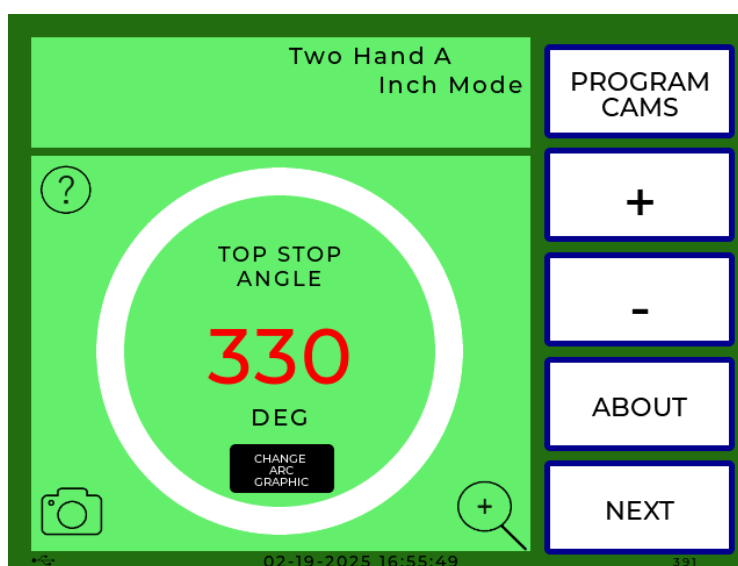 Two Hand A
Inch Mode
PROGRAM
CAMS
?
+
TOP STOP
ANGLE
330
DEG
CHANGE
ARC
GRAPHIC
-
ABOUT
+
NEXT
02-19-2025 16:55:49
391